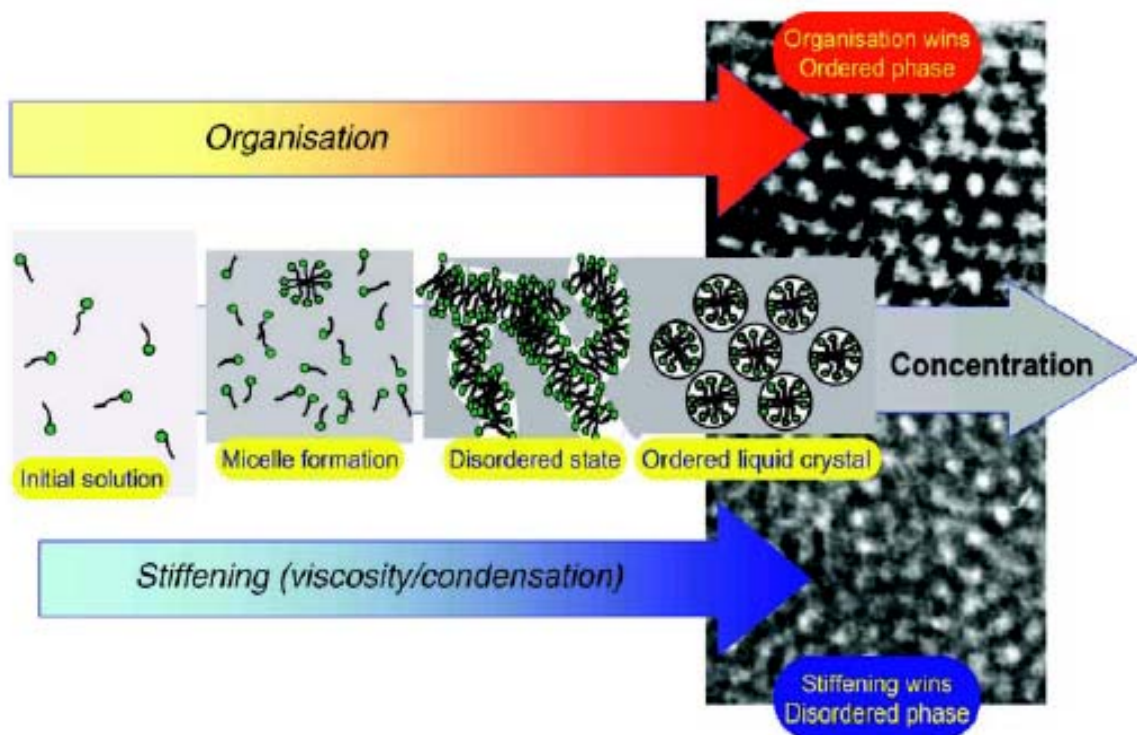 Organisation wins
Ordered phase
Organisation
Concentration
Initial solution
Micelle formation
Disordered state
Ordered liquid crystal
Stiffening (viscosity/condensation)
Stiffening wins
Disordered phase